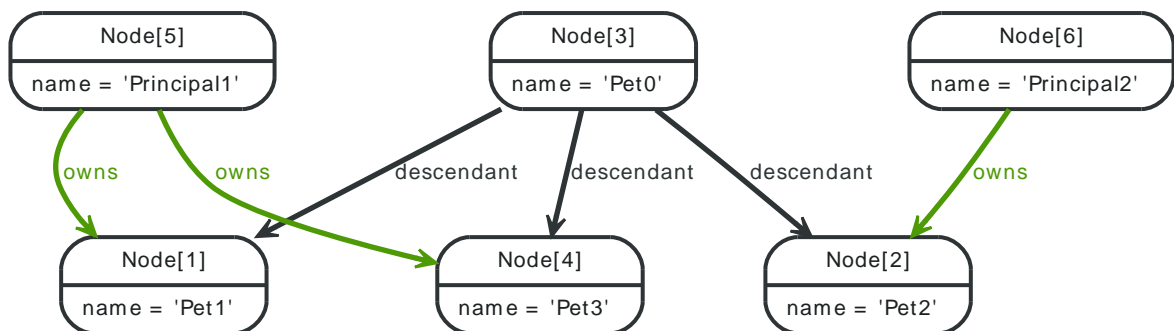 Node[5]
name = 'Principal1'
Node[3]
name = 'Pet0'
Node[6]
name = 'Principal2'
owns
owns
descendant
descendant
descendant
owns
Node[1]
name = 'Pet1'
Node[4]
name = 'Pet3'
Node[2]
name = 'Pet2'